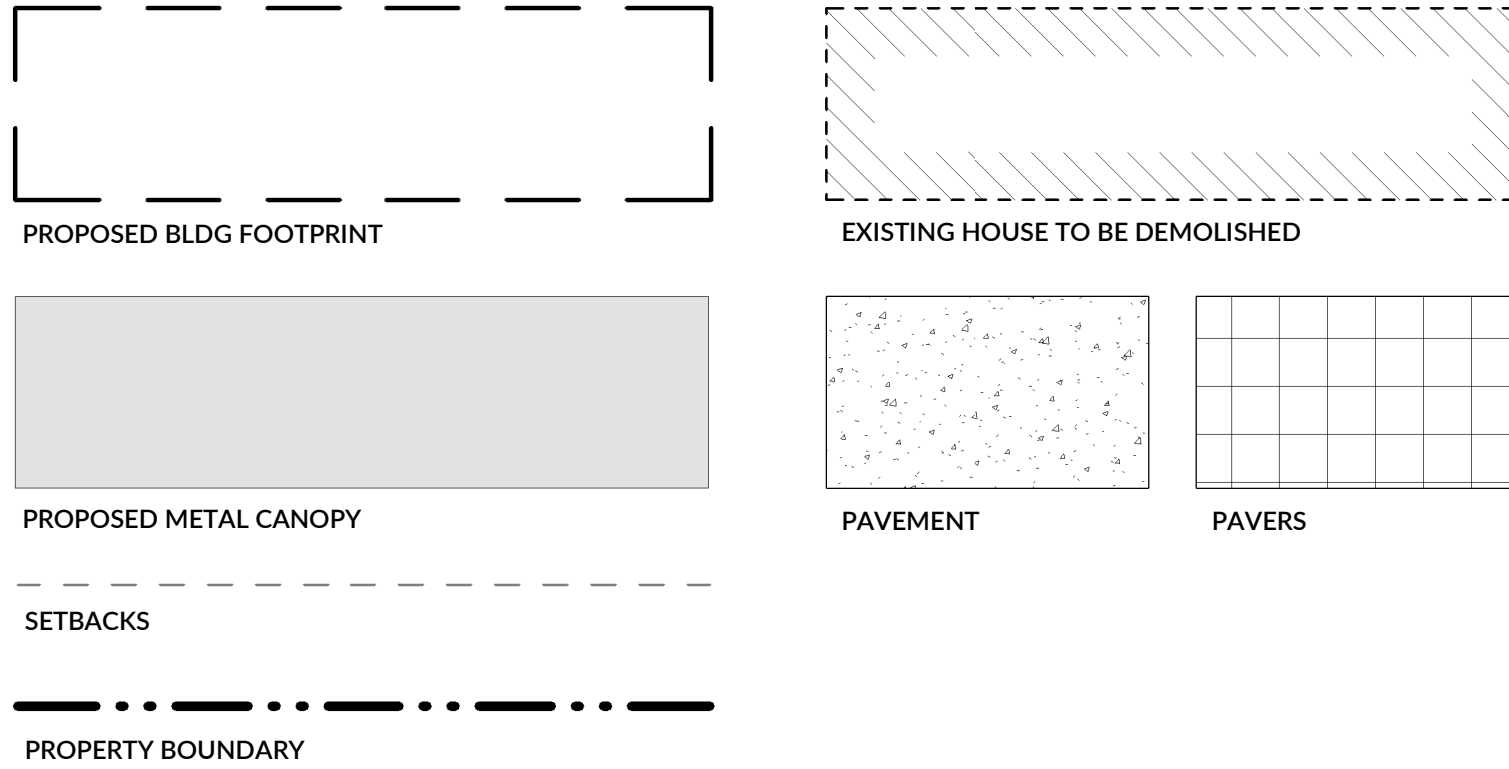 PROPOSED BLDG FOOTPRINT
EXISTING HOUSE TO BE DEMOLISHED
PROPOSED METAL CANOPY
PAVEMENT
PAVERS
SETBACKS
PROPERTY BOUNDARY